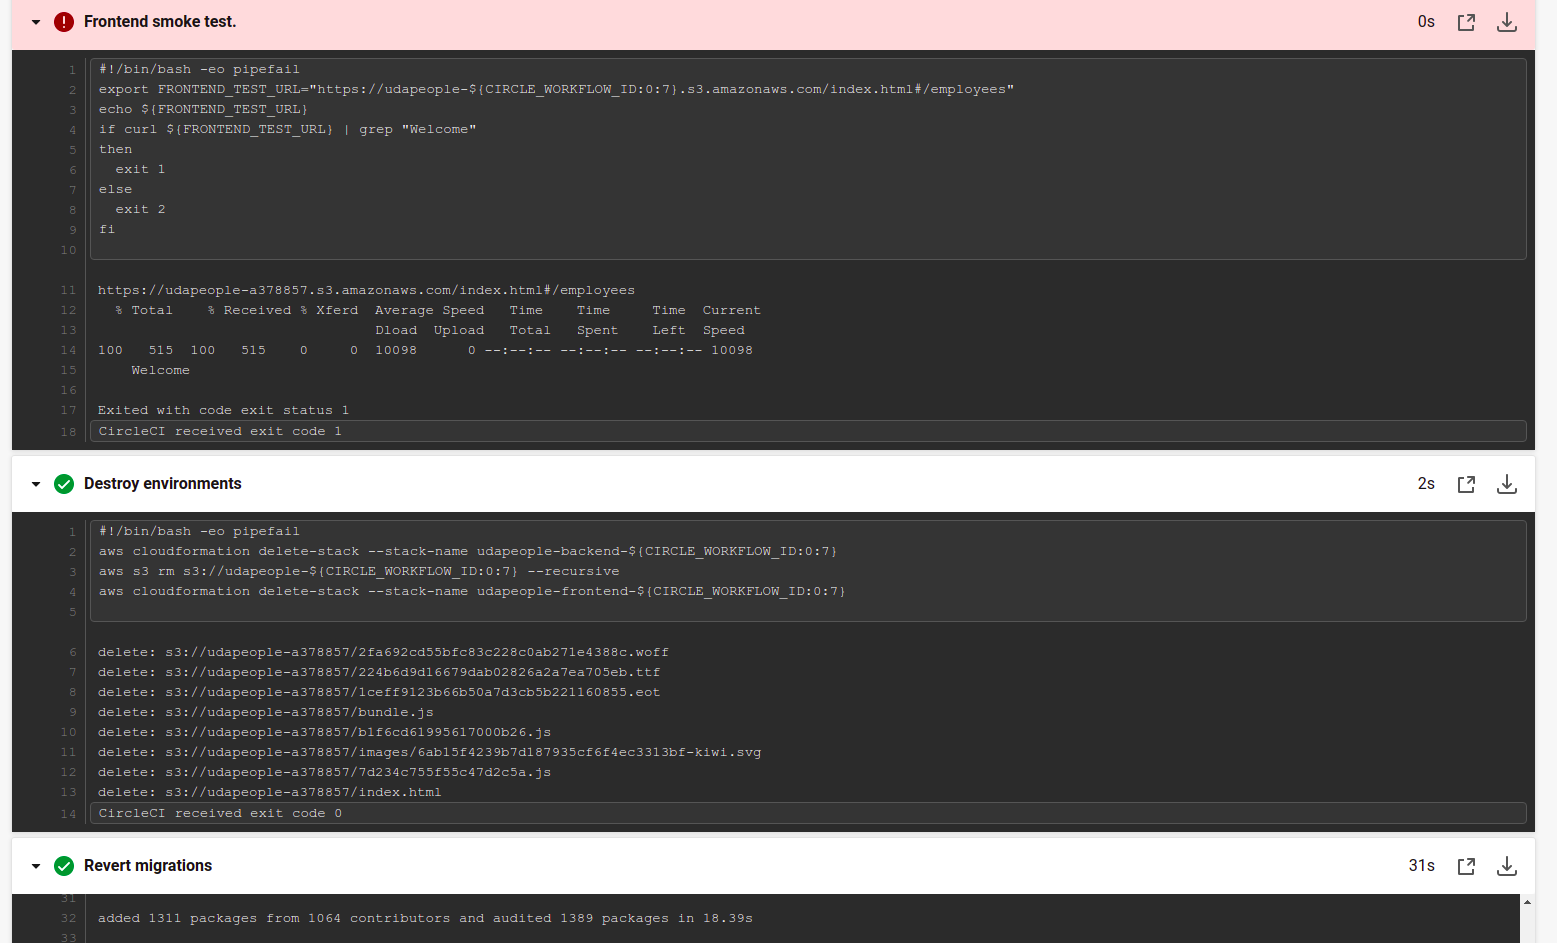 Frontend smoke test.
0s
1 #!/bin/bash -eo pipefail
2 export FRONTEND_TEST_URL="https://udapeople-${CIRCLE_WORKFLOW_ID:0:7}.s3.amazonaws.com/index.html#/employees"
3 echo ${FRONTEND_TEST_URL}
4 if curl ${FRONTEND_TEST_URL} | grep "Welcome"
5 then
6   exit 1
7 else
8   exit 2
9 fi
10
11 https://udapeople-a378857.s3.amazonaws.com/index.html#/employees
12   % Total    % Received % Xferd  Average Speed   Time    Time     Time  Current
13                                  Dload  Upload   Total   Spent    Left  Speed
14 100   515  100   515    0     0  10098      0 --:--:-- --:--:-- --:--:-- 10098
15     Welcome
16
17 Exited with code exit status 1
18 CircleCI received exit code 1
Destroy environments
2s
1 #!/bin/bash -eo pipefail
2 aws cloudformation delete-stack --stack-name udapeople-backend-${CIRCLE_WORKFLOW_ID:0:7}
3 aws s3 rm s3://udapeople-${CIRCLE_WORKFLOW_ID:0:7} --recursive
4 aws cloudformation delete-stack --stack-name udapeople-frontend-${CIRCLE_WORKFLOW_ID:0:7}
5
6 delete: s3://udapeople-a378857/2fa692cd55bfc83c228c0ab271e4388c.woff
7 delete: s3://udapeople-a378857/224b6d9d16679dab02826a2a7ea705eb.ttf
8 delete: s3://udapeople-a378857/1ceff9123b66b50a7d3cb5b221160855.eot
9 delete: s3://udapeople-a378857/bundle.js
10 delete: s3://udapeople-a378857/b1f6cd61995617000b26.js
11 delete: s3://udapeople-a378857/images/6ab15f4239b7d187935cf6f4ec3313bf-kiwi.svg
12 delete: s3://udapeople-a378857/7d234c755f55c47d2c5a.js
13 delete: s3://udapeople-a378857/index.html
14 CircleCI received exit code 0
Revert migrations
31s
31
32 added 1311 packages from 1064 contributors and audited 1389 packages in 18.39s
33